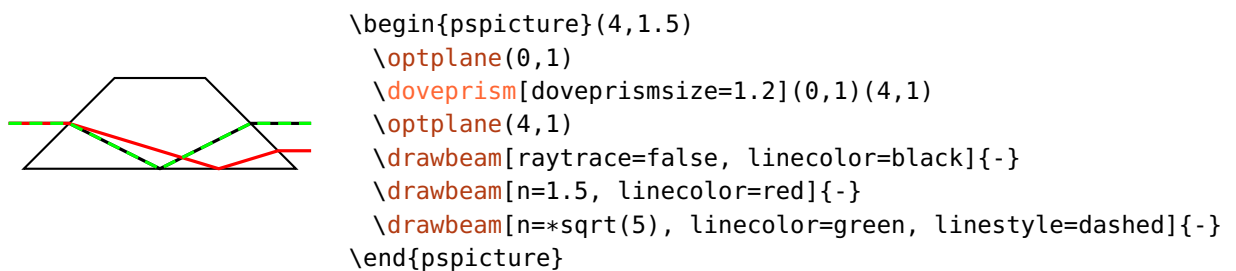 \begin{pspicture}(4,1.5)
\optplane(0,1)
\doveprism[doveprismsize=1.2](0,1)(4,1)
\optplane(4,1)
\drawbeam[raytrace=false, linecolor=black]{-}
\drawbeam[n=1.5, linecolor=red]{-}
\drawbeam[n=*sqrt(5), linecolor=green, linestyle=dashed]{-}
\end{pspicture}